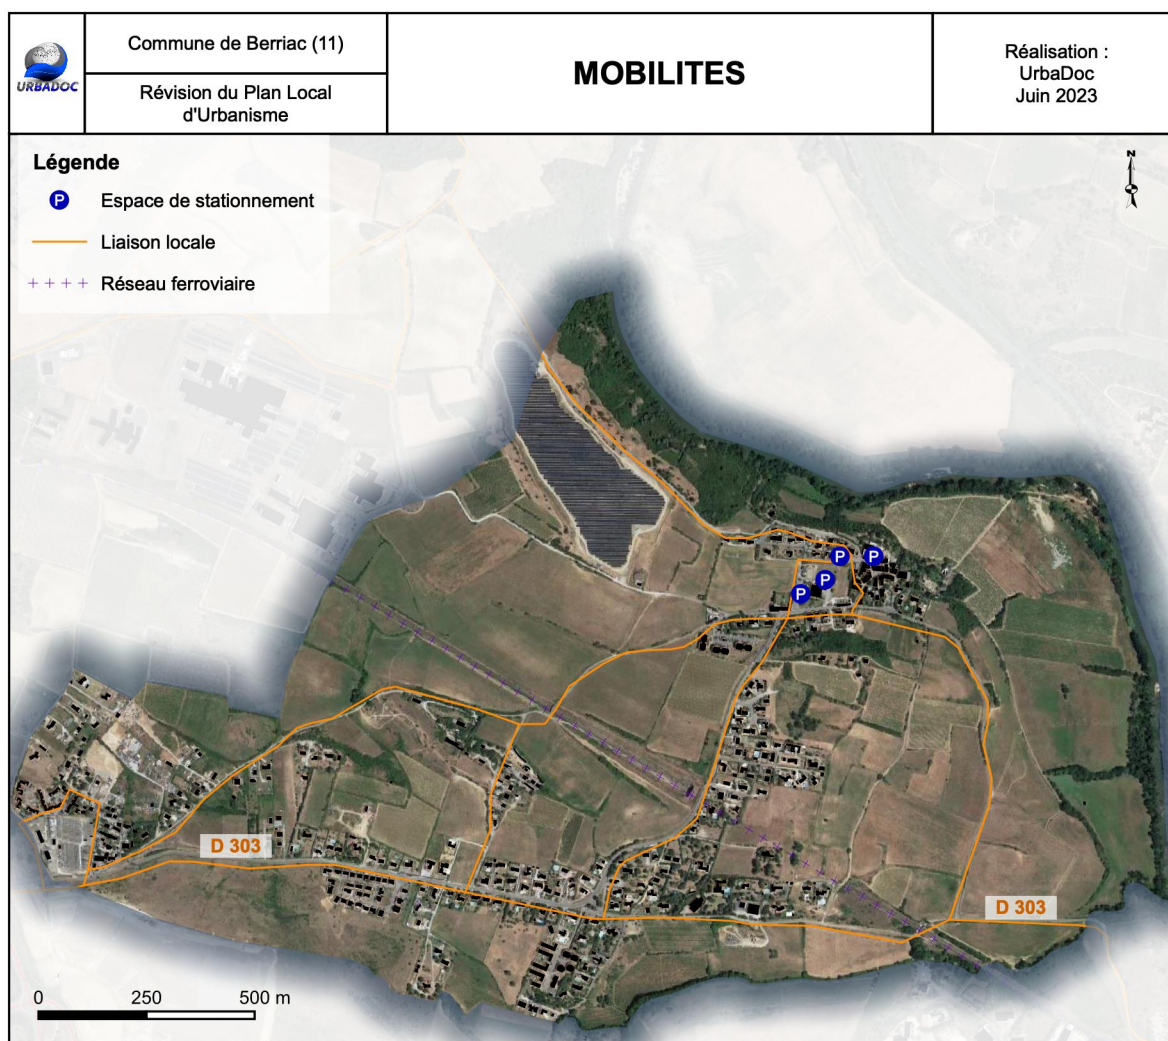 URBADOC
Commune de Berriac (11)
Révision du Plan Local
d'Urbanisme
MOBILITES
Réalisation :
UrbaDoc
Juin 2023
Légende
P Espace de stationnement
Liaison locale
Réseau ferroviaire
N
P P
P
P
D 303
D 303
0 250 500 m